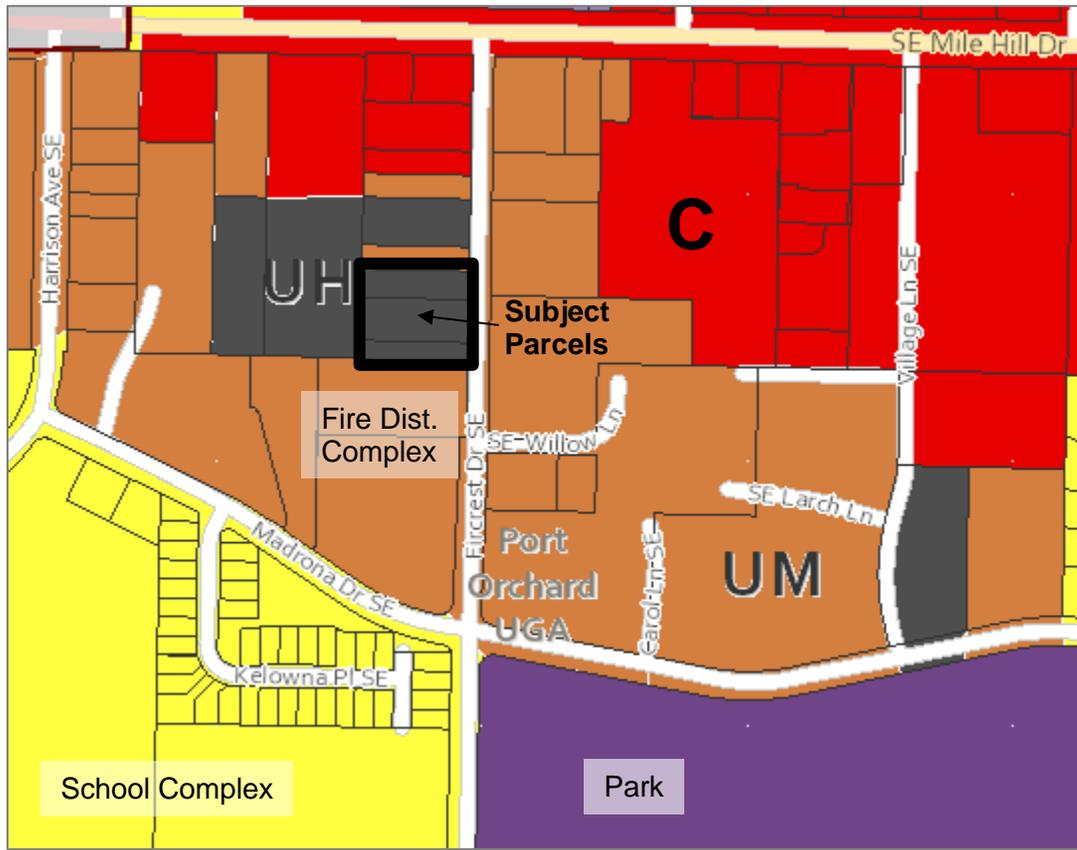 SE Mile Hill Dr
Harrison Ave SE
C
UH
Subject
Parcels
Village Ln SE
Fire Dist.
Complex
SE Willow Ln
Fircrest Dr SE
SE Larch Ln
Madrona Dr SE
Port
Orchard
UGA
UM
Carol Ln SE
Kelowna Pl SE
School Complex
Park